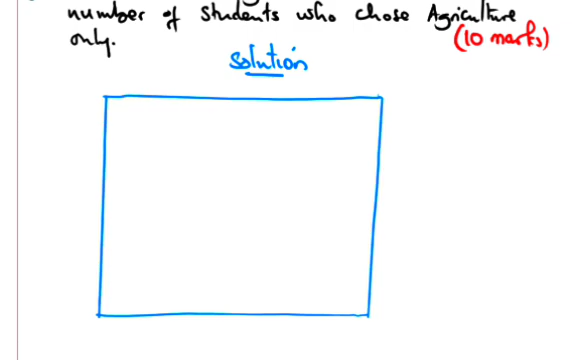 number of students who chose Agriculture
only.
(10 marks)
Solution